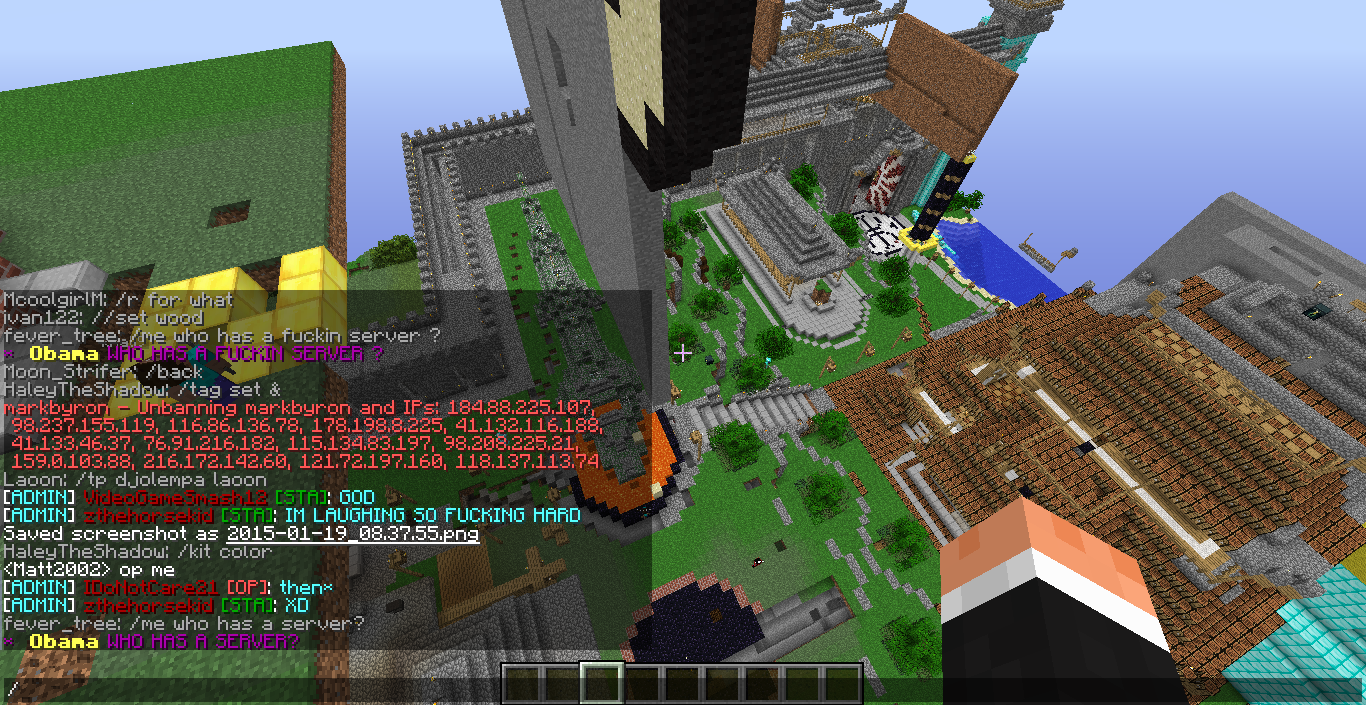 McoolgirlM: /r for what
ivan122: //set wood
fever_tree: /me who has a fuckin server ?
* Obama WHO HAS A FUCKIN SERVER ?
Moon_Strifer: /back
HaleyTheShadow: /tag set &
markbyron - Unbanning markbyron and IPs: 184.88.225.107,
98.237.155.119, 116.86.136.78, 178.198.8.225, 41.132.116.188,
41.133.46.37, 76.91.216.182, 115.134.83.197, 98.208.225.21,
159.0.103.88, 216.172.142.60, 121.72.197.160, 118.137.113.74
Laoon: /tp djolempa laoon
[ADMIN] VideoGameSmash12 [STA]: GOD
[ADMIN] zthehorsekid [STA]: IM LAUGHING SO FUCKING HARD
Saved screenshot as 2015-01-19_08.37.55.png
HaleyTheShadow: /kit color
<Matt2002> op me
[ADMIN] IDoNotCare21 [OP]: then*
[ADMIN] zthehorsekid [STA]: XD
fever_tree: /me who has a server?
* Obama WHO HAS A SERVER?
/